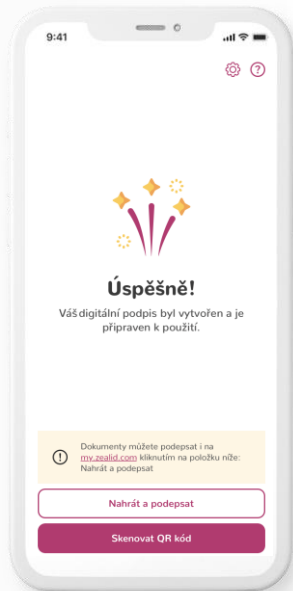 9:41
Úspěšně!
Váš digitální podpis byl vytvořen a je
připraven k použití.
Dokumenty můžete podepsat i na
my.zealid.com kliknutím na položku níže:
Nahrát a podepsat
Nahrát a podepsat
Skenovat QR kód